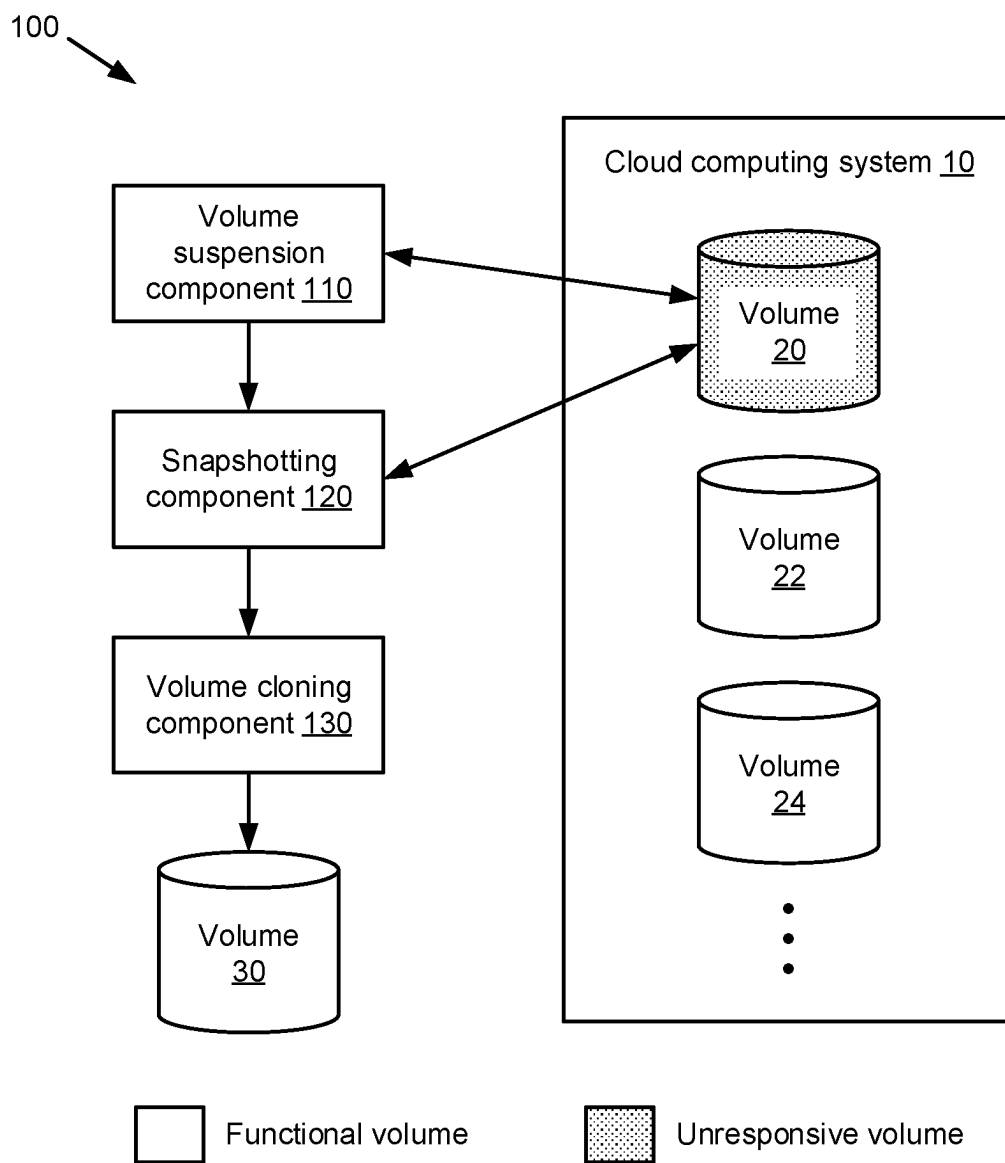 100
Cloud computing system 10
Volume
suspension
component 110
Volume
20
Snapshotting
component 120
Volume
22
Volume cloning
component 130
Volume
24
Volume
30
Functional volume
Unresponsive volume